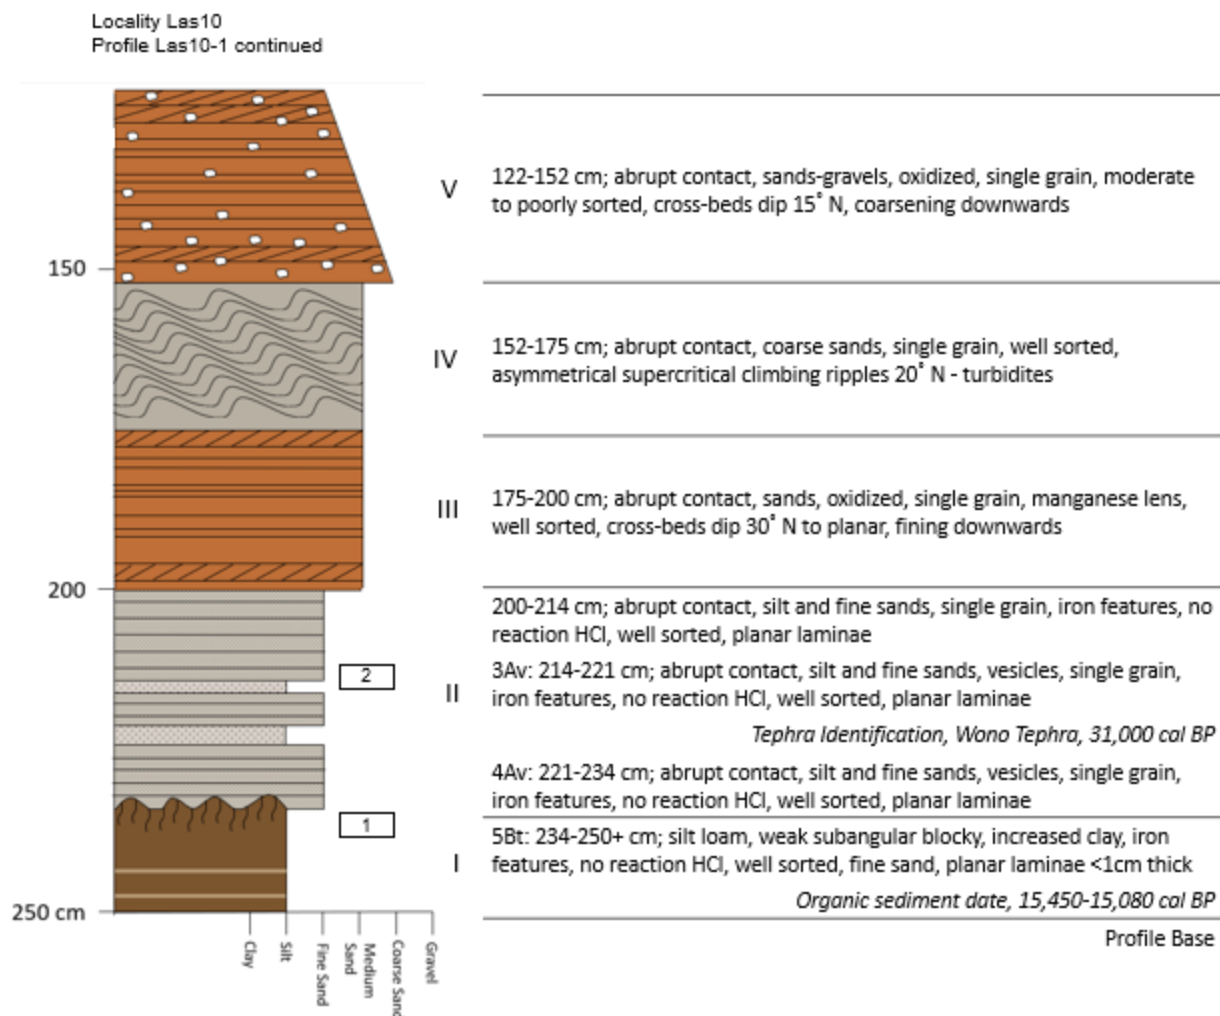 Locality Las10
Profile Las10-1 continued
V
122-152 cm; abrupt contact, sands-gravels, oxidized, single grain, moderate
to poorly sorted, cross-beds dip 15° N, coarsening downwards
150
IV
152-175 cm; abrupt contact, coarse sands, single grain, well sorted,
asymmetrical supercritical climbing ripples 20° N - turbidites
III
175-200 cm; abrupt contact, sands, oxidized, single grain, manganese lens,
well sorted, cross-beds dip 30° N to planar, fining downwards
200
200-214 cm; abrupt contact, silt and fine sands, single grain, iron features, no
reaction HCl, well sorted, planar laminae
2
II
3Av: 214-221 cm; abrupt contact, silt and fine sands, vesicles, single grain,
iron features, no reaction HCl, well sorted, planar laminae
Tephra Identification, Wono Tephra, 31,000 cal BP
4Av: 221-234 cm; abrupt contact, silt and fine sands, vesicles, single grain,
iron features, no reaction HCl, well sorted, planar laminae
1
I
5Bt: 234-250+ cm; silt loam, weak subangular blocky, increased clay, iron
features, no reaction HCl, well sorted, fine sand, planar laminae <1cm thick
Organic sediment date, 15,450-15,080 cal BP
250 cm
Profile Base
Clay
Silt
Fine Sand
Medium
Sand
Coarse Sand
Gravel